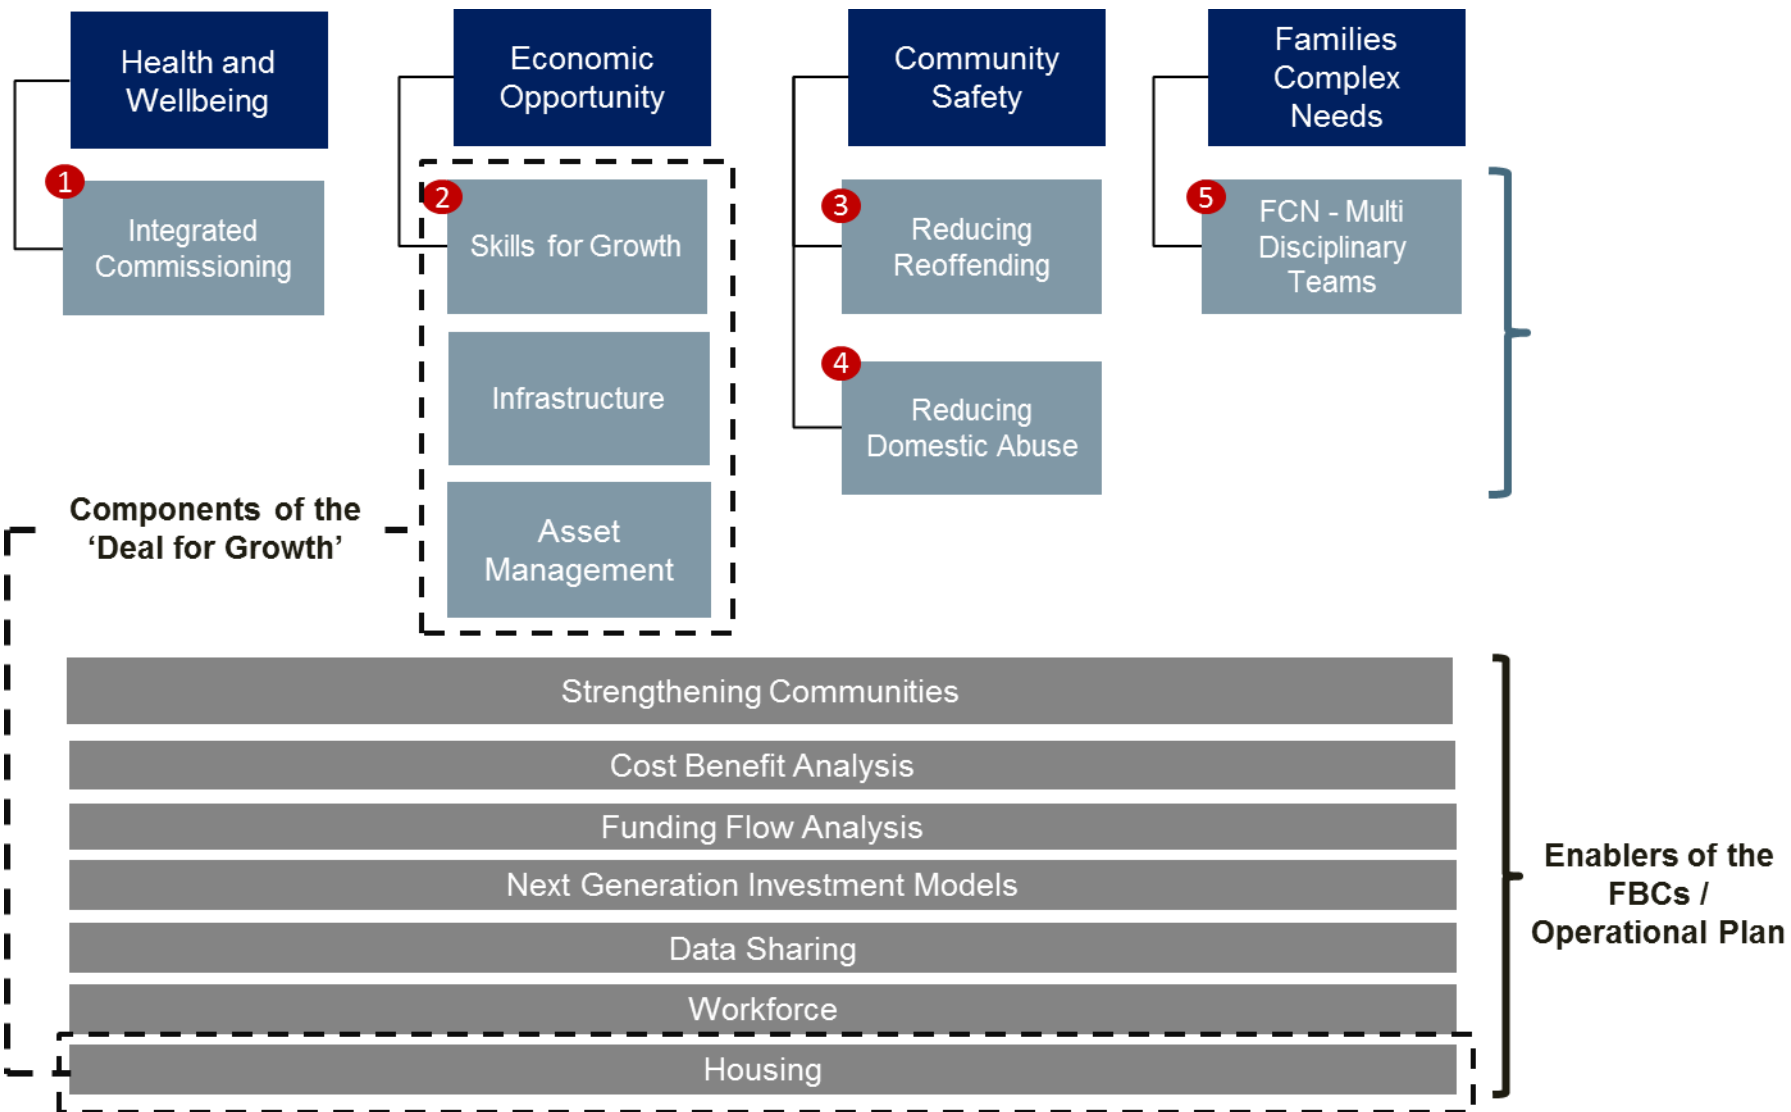 Health and
Wellbeing
Economic
Opportunity
Community
Safety
Families
Complex
Needs
1
Integrated
Commissioning
2
Skills for Growth
Infrastructure
Asset
Management
3
Reducing
Reoffending
4
Reducing
Domestic Abuse
5
FCN - Multi
Disciplinary
Teams
Components of the
‘Deal for Growth’
Strengthening Communities
Cost Benefit Analysis
Funding Flow Analysis
Next Generation Investment Models
Data Sharing
Workforce
Housing
Enablers of the
FBCs /
Operational Plan